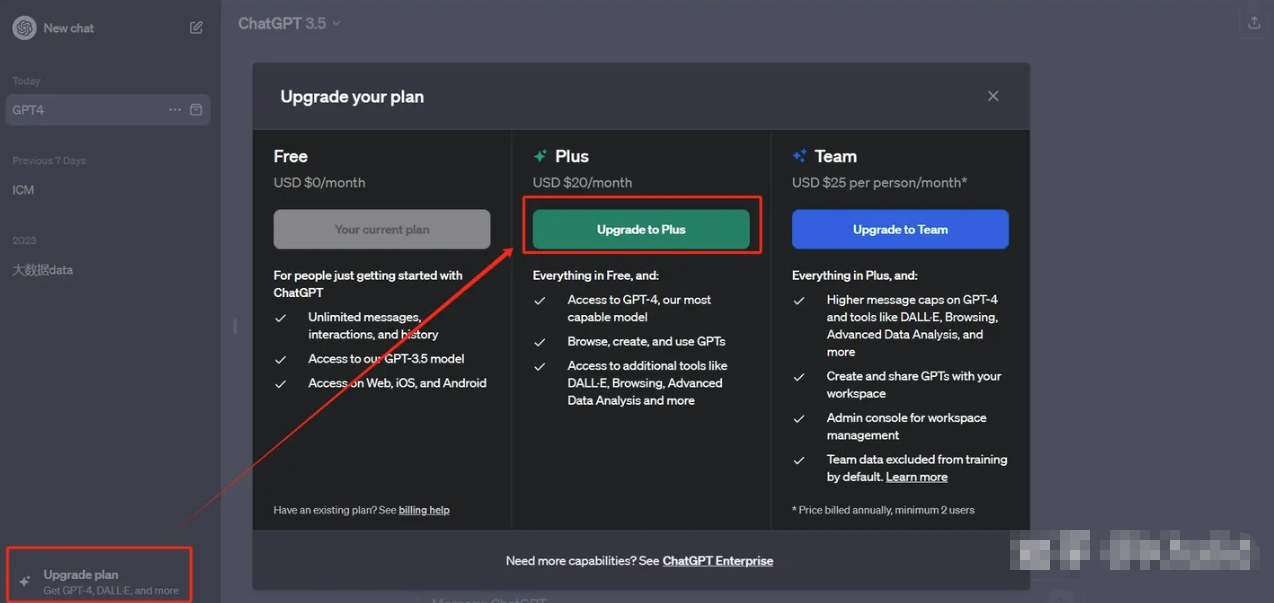 New chat
Today
GPT4
Previous 7 Days
ICM
2023
大数据data
Upgrade plan
Get GPT-4, DALL·E, and more
ChatGPT 3.5
Upgrade your plan
Free
USD $0/month
Your current plan
For people just getting started with
ChatGPT
Unlimited messages,
interactions, and history
Access to our GPT-3.5 model
Access on Web, iOS, and Android
Have an existing plan? See billing help
Plus
USD $20/month
Upgrade to Plus
Everything in Free, and:
Access to GPT-4, our most
capable model
Browse, create, and use GPTs
Access to additional tools like
DALL·E, Browsing, Advanced
Data Analysis and more
Team
USD $25 per person/month*
Upgrade to Team
Everything in Plus, and:
Higher message caps on GPT-4
and tools like DALL·E, Browsing,
Advanced Data Analysis, and
more
Create and share GPTs with your
workspace
Admin console for workspace
management
Team data excluded from training
by default. Learn more
* Price billed annually, minimum 2 users
Need more capabilities? See ChatGPT Enterprise
Message ChatGPT